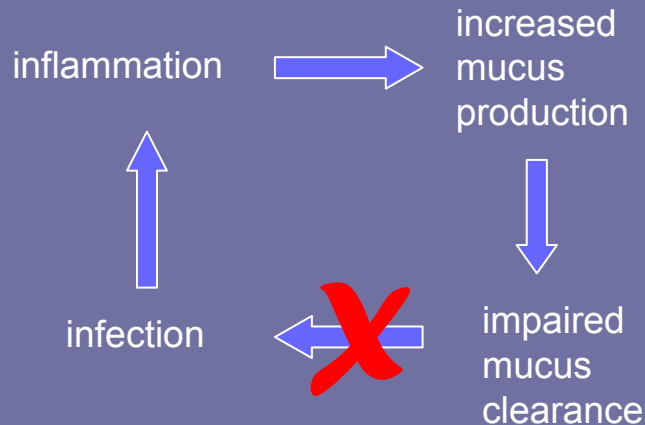 inflammation
increased
mucus
production
infection
impaired
mucus
clearance